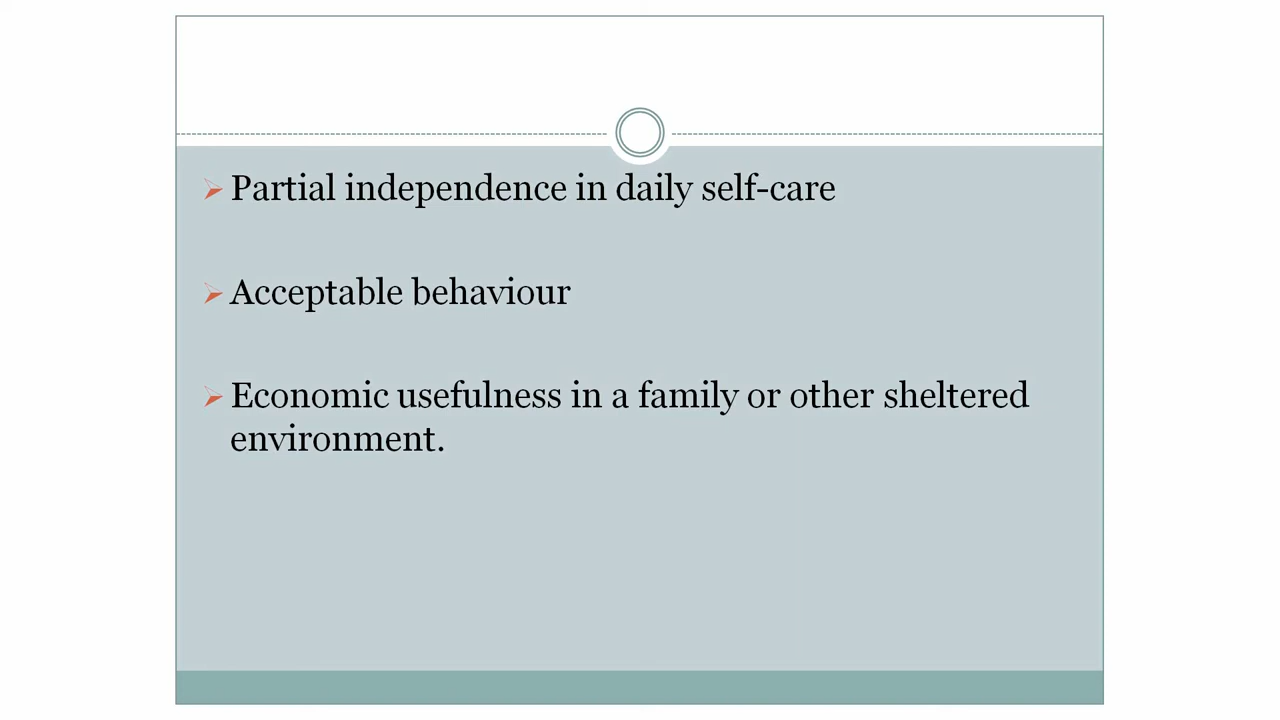 Partial independence in daily self-care
Acceptable behaviour
Economic usefulness in a family or other sheltered
environment.